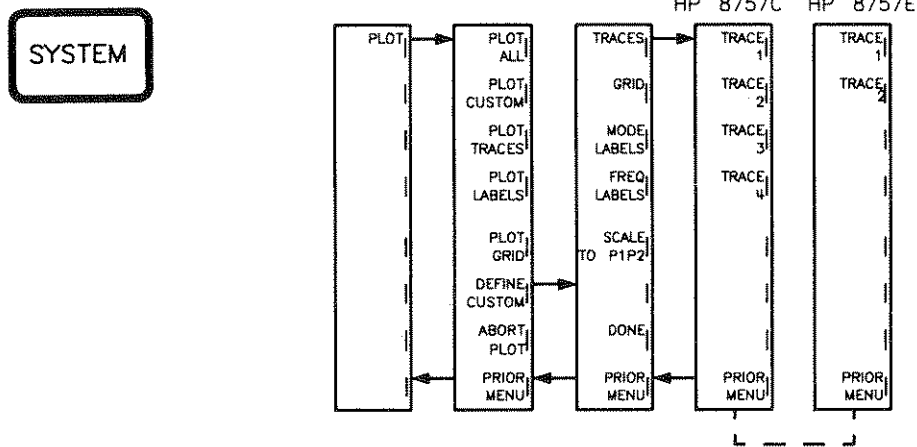 HP 8757C HP 8757E
SYSTEM
PLOT
PLOT
ALL
PLOT
CUSTOM
PLOT
TRACES
PLOT
LABELS
PLOT
GRID
DEFINE
CUSTOM
ABORT
PLOT
PRIOR
MENU
TRACES
GRID
MODE
LABELS
FREQ
LABELS
SCALE
TO P1P2
DONE
PRIOR
MENU
TRACE
1
TRACE
2
TRACE
3
TRACE
4
PRIOR
MENU
TRACE
1
TRACE
2
PRIOR
MENU